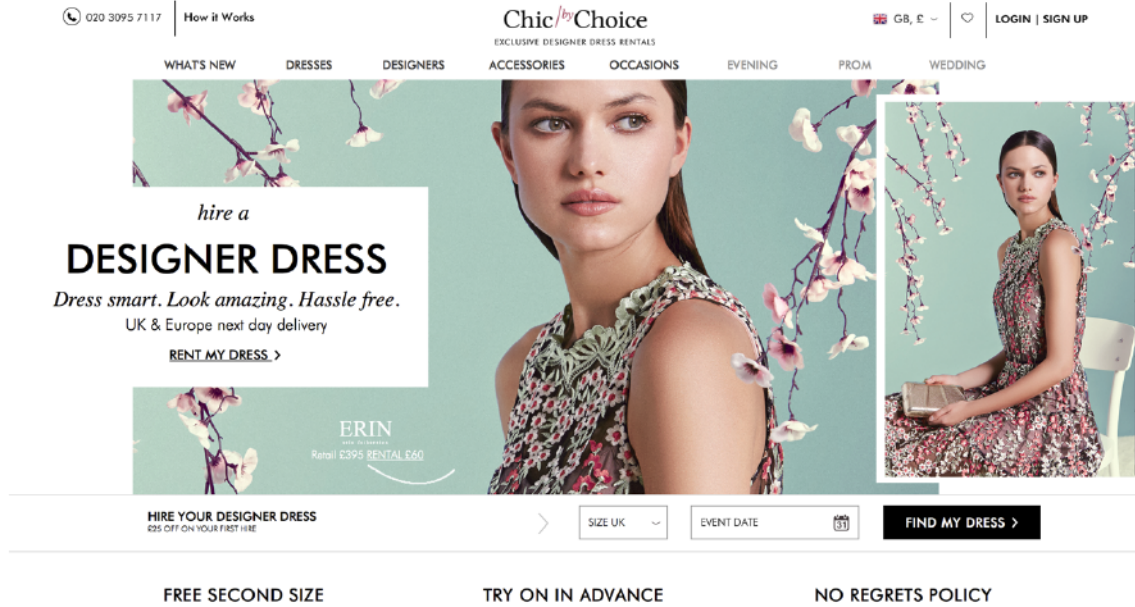 020 3095 7117
How it Works
Chic/by Choice
EXCLUSIVE DESIGNER DRESS RENTALS
GB, £
LOGIN | SIGN UP
WHAT'S NEW
DRESSES
DESIGNERS
ACCESSORIES
OCCASIONS
EVENING
PROM
WEDDING
hire a
DESIGNER DRESS
Dress smart. Look amazing. Hassle free.
UK & Europe next day delivery
RENT MY DRESS >
ERIN
Retail £395 RENTAL £60
HIRE YOUR DESIGNER DRESS
£25 OFF ON YOUR FIRST HIRE
SIZE UK
EVENT DATE
31
FIND MY DRESS >
FREE SECOND SIZE
TRY ON IN ADVANCE
NO REGRETS POLICY